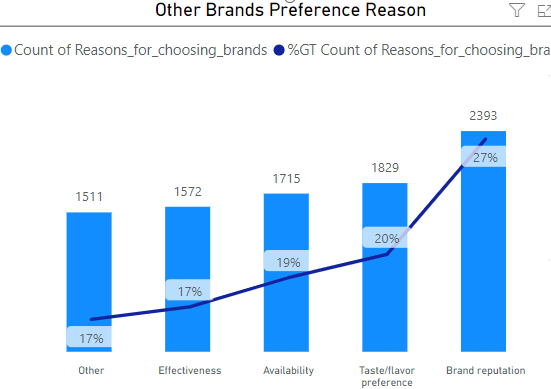 Other Brands Preference Reason
Count of Reasons_for_choosing_brands %GT Count of Reasons_for_choosing_bra
2393
1829
1715
1572
1511
27%
20%
19%
17%
17%
Other Effectiveness Availability Taste/flavor Brand reputation
preference